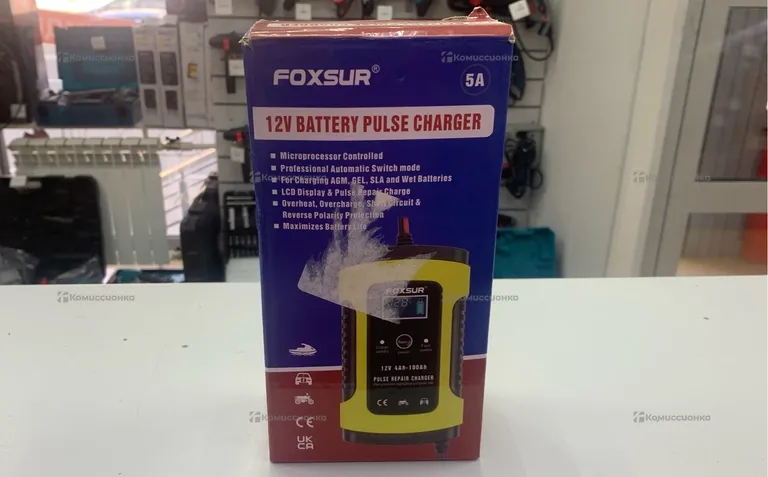 FOXSUR®
5A
12V BATTERY PULSE CHARGER
Microprocessor Controlled
Professional Automatic Switch mode
For Charging AGM, GEL, SLA and Wet Batteries
LCD Display & Pulse Repair Charge
Overheat, Overcharge, Short Circuit &
Reverse Polarity Protection
Maximizes Battery Life
FOXSUR
12V 4Ah-100Ah
PULSE REPAIR CHARGER
CE
CE
UK
CA
Комиссионко
Комиссионко
Комиссионко
Комиссионко
Комиссионко
Комиссионко
Комиссионко